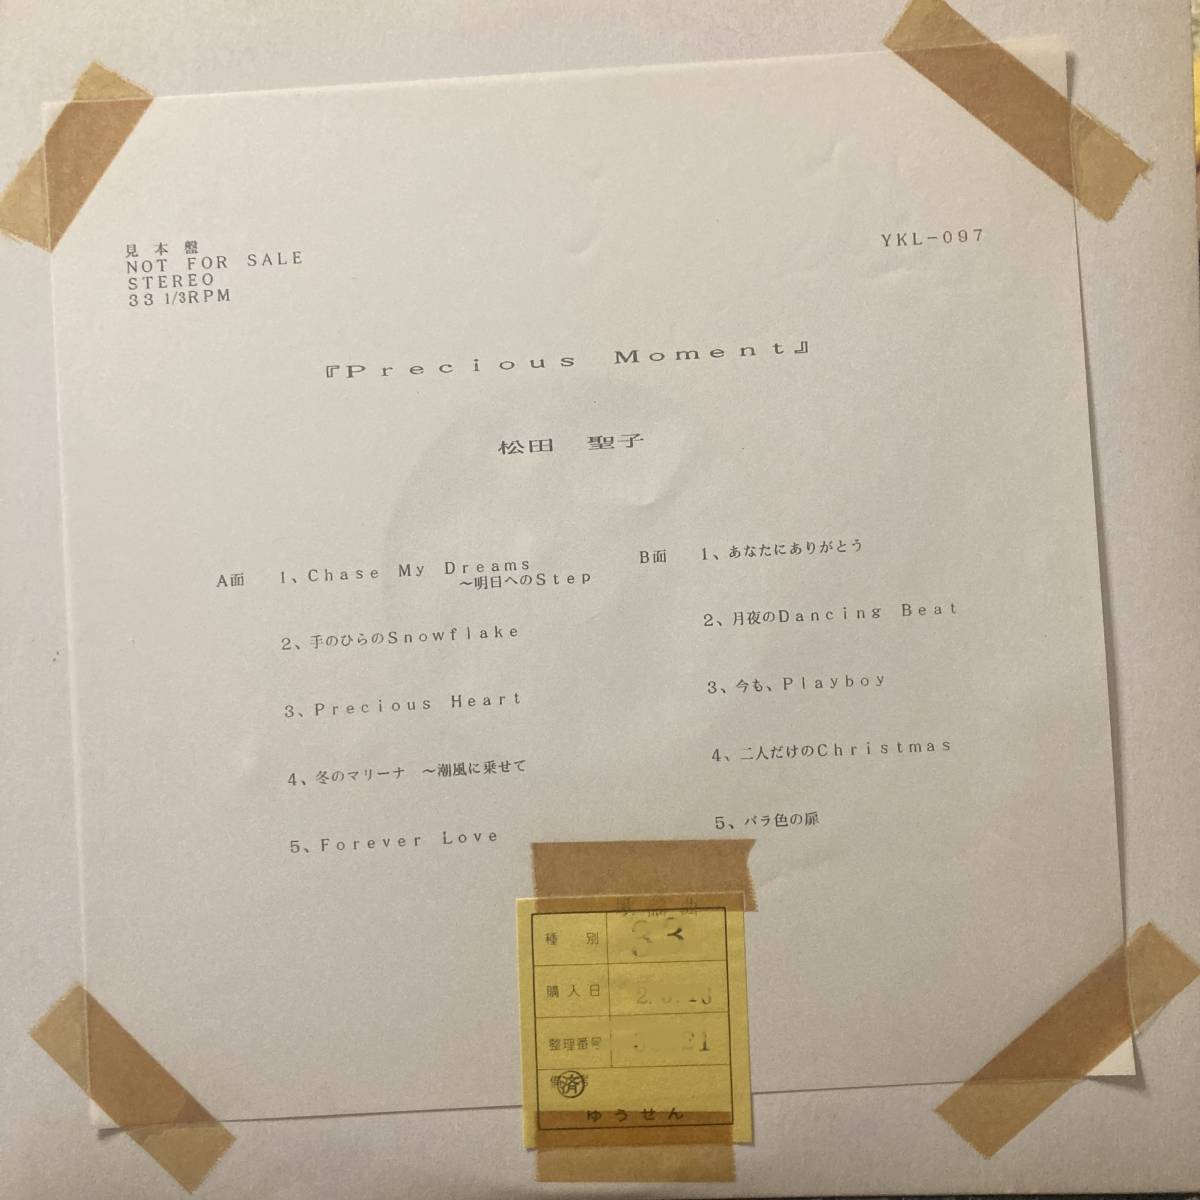 見本盤
NOT FOR SALE
STEREO
33 1/3RPM
YKL-097
『Precious Moment』
松田 聖子
A面 1、Chase My Dreams
~明日へのStep
2、手のひらのSnowflake
3、Precious Heart
4、冬のマリーナ ~潮風に乗せて
5、Forever Love
B面 1、あなたにありがとう
2、月夜のDancing Beat
3、今も、Playboy
4、二人だけのChristmas
5、バラ色の扉
種別
購入日
整理番号
済
ゆうせん